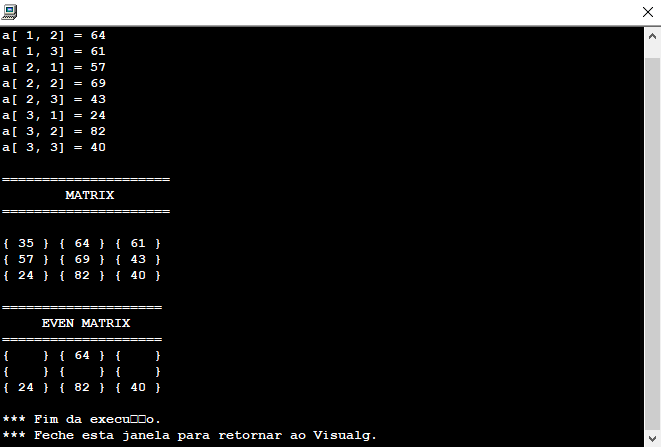 a[ 1, 2] = 64
a[ 1, 3] = 61
a[ 2, 1] = 57
a[ 2, 2] = 69
a[ 2, 3] = 43
a[ 3, 1] = 24
a[ 3, 2] = 82
a[ 3, 3] = 40
=====================
MATRIX
=====================
{ 35 } { 64 } { 61 }
{ 57 } { 69 } { 43 }
{ 24 } { 82 } { 40 }
====================
EVEN MATRIX
====================
{    } { 64 } {    }
{    } {    } {    }
{ 24 } { 82 } { 40 }
*** Fim da execu□□o.
*** Feche esta janela para retornar ao Visualg.